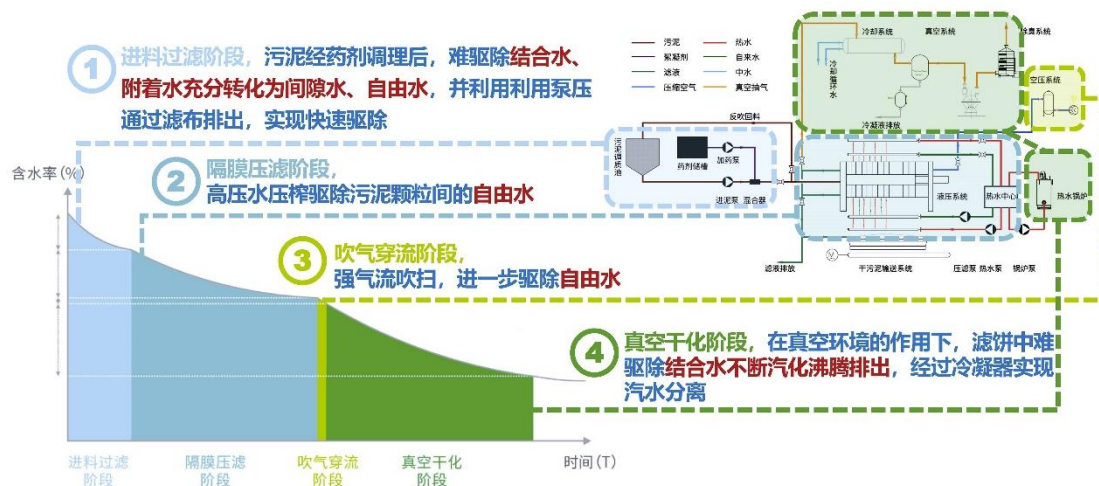 1
进料过滤阶段，污泥经药剂调理后，难驱除结合水、
附着水充分转化为间隙水、自由水，并利用利用泵压
通过滤布排出，实现快速驱除
2
隔膜压滤阶段，
高压水压榨驱除污泥颗粒间的自由水
3
吹气穿流阶段，
强气流吹扫，进一步驱除自由水
4
真空干化阶段，在真空环境的作用下，滤饼中难
驱除结合水不断汽化沸腾排出，经过冷凝器实现
汽水分离
含水率(%)
进料过滤
阶段
隔膜压滤
阶段
吹气穿流
阶段
真空干化
阶段
时间(T)
污泥
热水
絮凝剂
自来水
滤液
中水
压缩空气
真空抽气
冷却系统
真空系统
除臭系统
冷却循环水
冷凝液排放
空压系统
反吹回料
污泥调质池
药剂储槽
加药泵
进泥泵
混合器
液压系统
热水中心
热水锅炉
滤液排放
干污泥输送系统
压滤泵
热水泵
锅炉泵